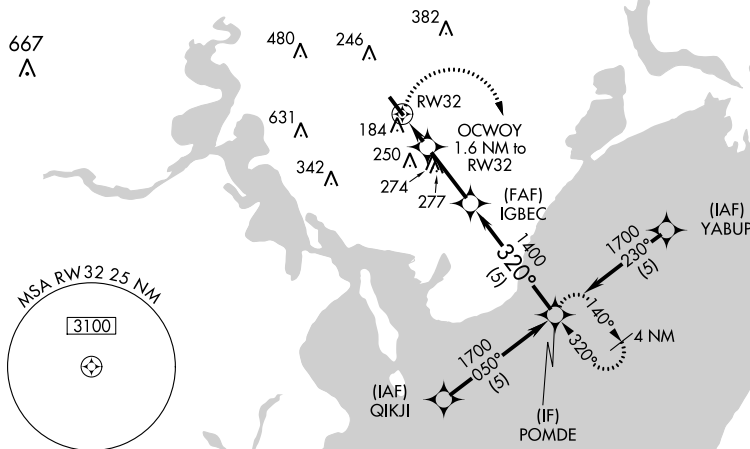 382
667
480
246
RW32
631
184
OCWOY
1.6 NM to
RW32
250
342
274
277
(FAF)
IGBEC
(IAF)
YABUP
1400
320°
(5)
1700
230°
(5)
MSA RW32 25 NM
3100
140°
320°
4 NM
1700
050°
(5)
(IAF)
QIKJI
(IF)
POMDE